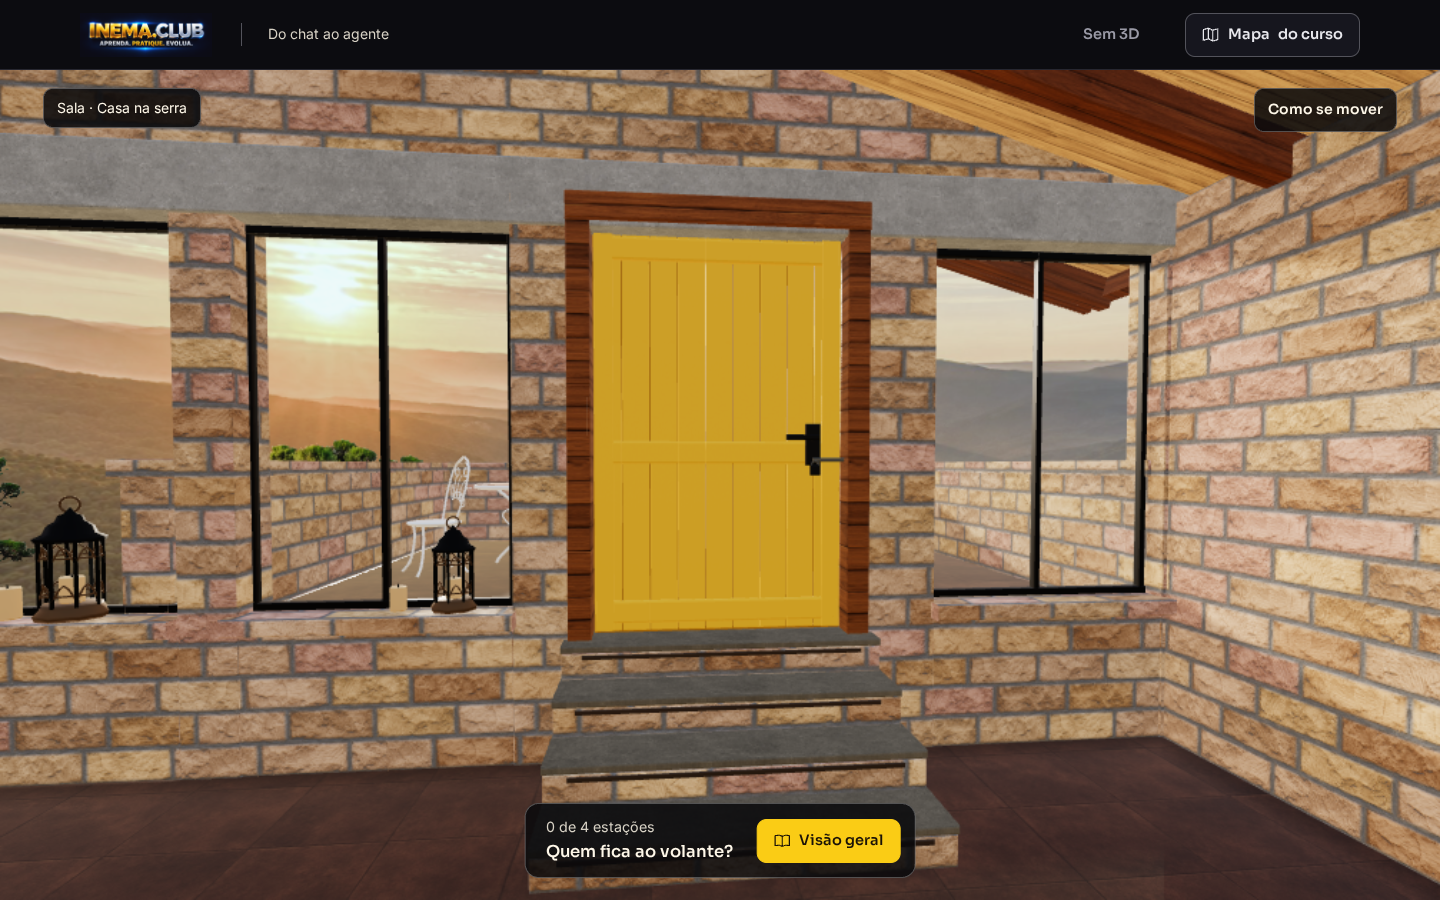 INEMA.CLUB
APRENDA. PRATIQUE. EVOLUA.
Do chat ao agente
Sem 3D
Mapa do curso
Sala · Casa na serra
Como se mover
0 de 4 estações
Quem fica ao volante?
Visão geral